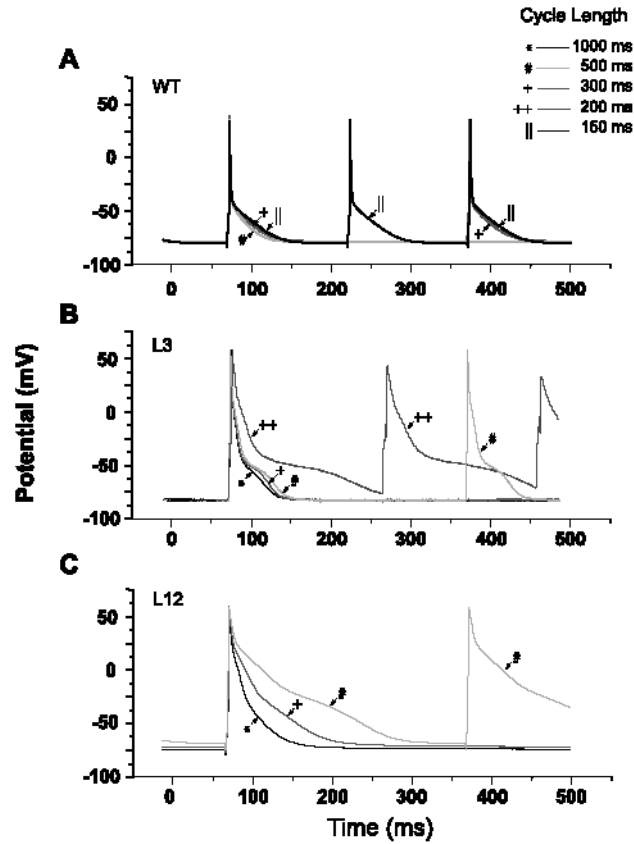 Cycle Length
* 1000 ms
# 500 ms
+ 300 ms
++ 200 ms
|| 150 ms
A
WT
50
0
-50
-100
+
||
#
||
||
+
0 100 200 300 400 500
B
L3
50
0
-50
-100
++
++
#
*
+
#
0 100 200 300 400 500
C
L12
50
0
-50
-100
#
#
+
*
0 100 200 300 400 500
Potential (mV)
Time (ms)